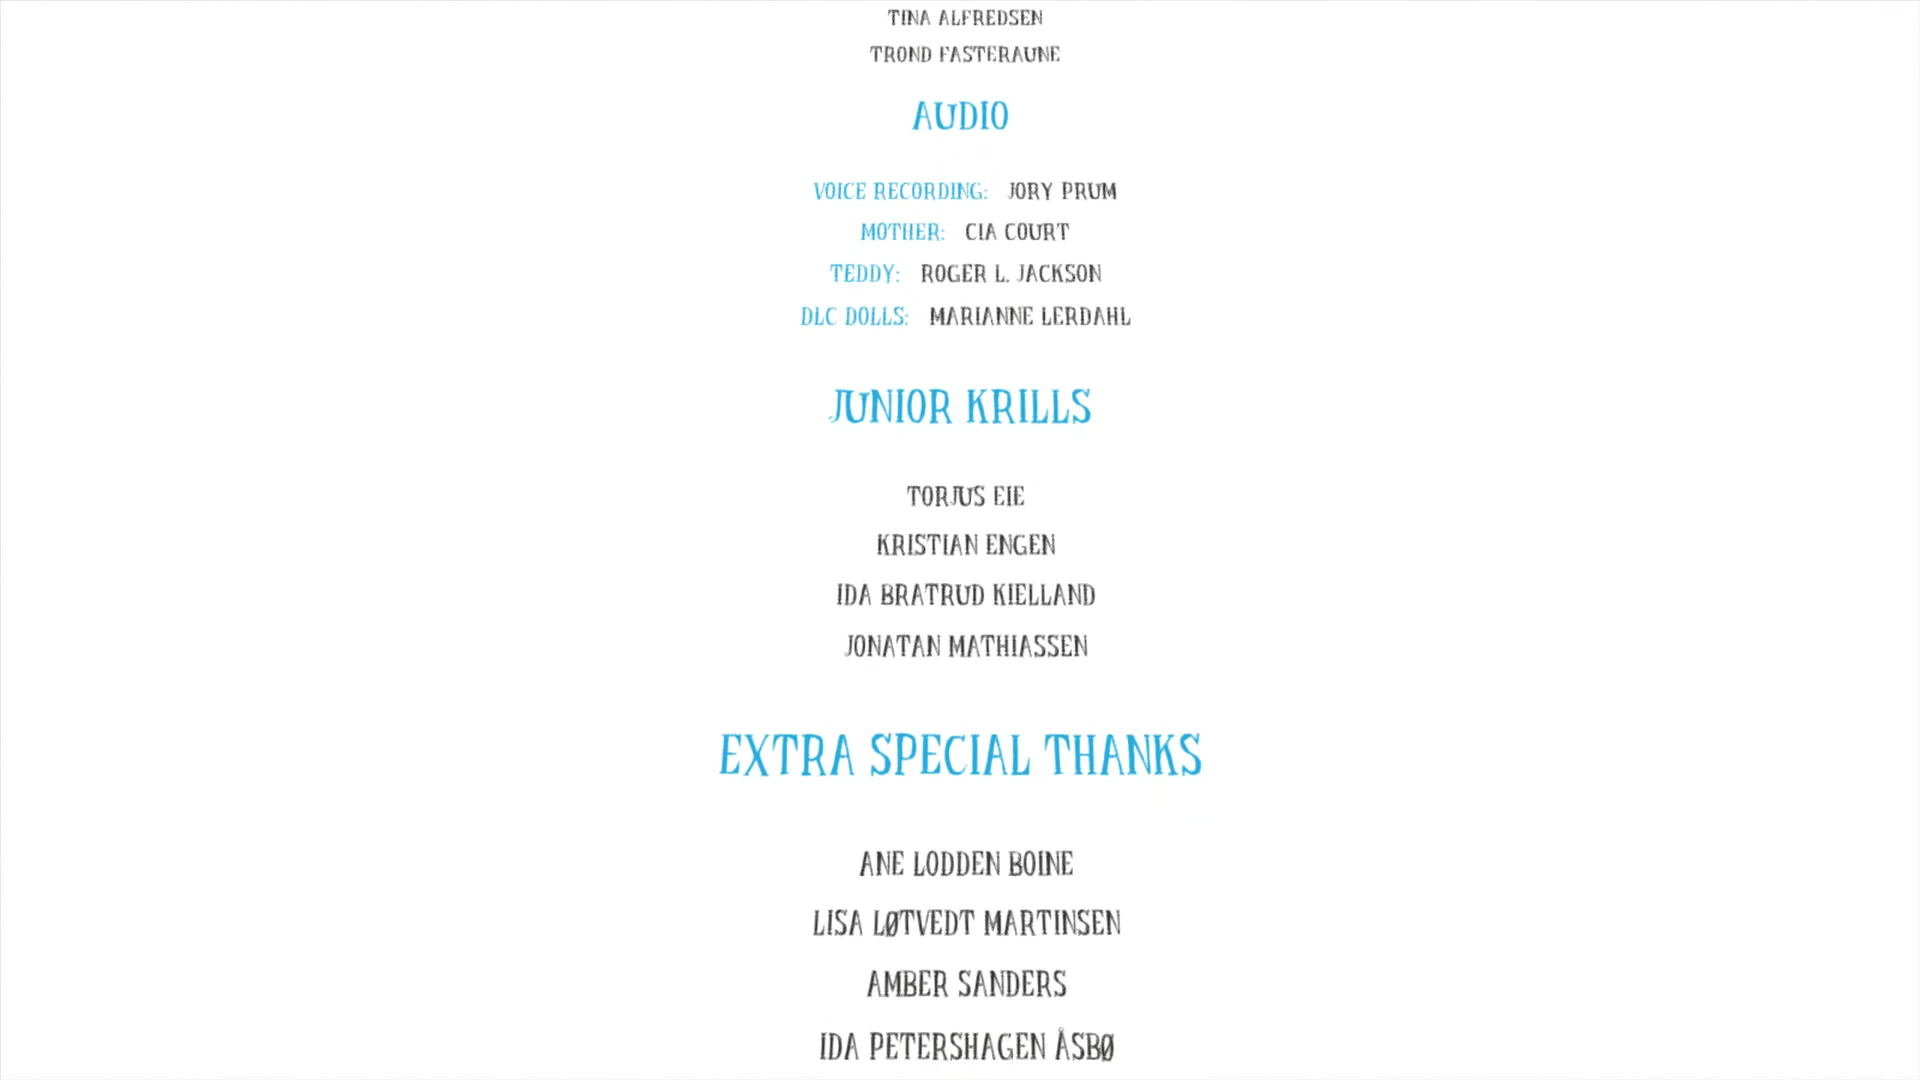 TINA ALFREDSEN
TROND FASTERAUNE
AUDIO
VOICE RECORDING: JORY PRUM
MOTHER: CIA COURT
TEDDY: ROGER L. JACKSON
DLC DOLLS: MARIANNE LERDAHL
JUNIOR KRILLS
TORJUS EIE
KRISTIAN ENGEN
IDA BRATRUD KIELLAND
JONATAN MATHIASSEN
EXTRA SPECIAL THANKS
ANE LODDEN BOINE
LISA LØTVEDT MARTINSEN
AMBER SANDERS
IDA PETERSHAGEN ÅSBØ